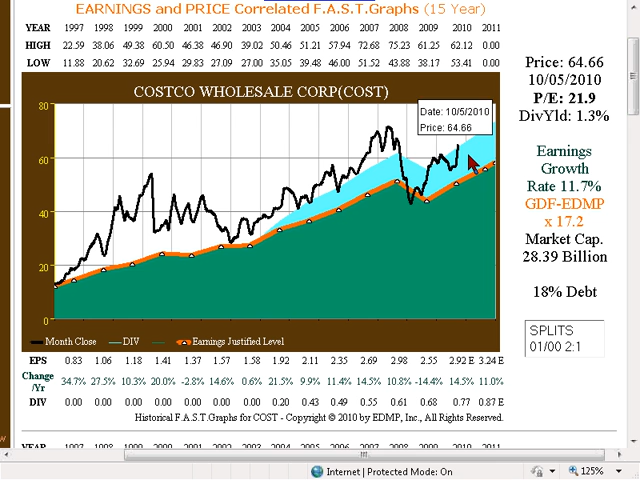 EARNINGS and PRICE Correlated F.A.S.T.Graphs (15 Year)
YEAR 1997 1998 1999 2000 2001 2002 2003 2004 2005 2006 2007 2008 2009 2010 2011
HIGH 22.59 38.06 49.38 60.50 46.38 46.90 39.02 50.46 51.21 57.94 72.68 75.23 61.25 62.12 0.00
LOW 11.88 20.62 32.69 25.94 29.83 27.09 27.00 35.05 39.48 46.00 51.52 43.88 38.17 53.41 0.00
COSTCO WHOLESALE CORP(COST)
80
60
40
20
0
Date: 10/5/2010
Price: 64.66
Month Close DIV Earnings Justified Level
EPS 0.83 1.06 1.18 1.41 1.37 1.57 1.58 1.92 2.11 2.35 2.69 2.98 E 2.55 2.92 E 3.24 E
Change
/Yr 34.7% 27.5% 10.3% 20.0% -2.8% 14.6% 0.6% 21.5% 9.9% 11.4% 14.5% 10.8% -14.4% 14.5% 11.0%
DIV 0.00 0.00 0.00 0.00 0.00 0.00 0.00 0.20 0.43 0.49 0.55 0.61 0.68 0.77 0.87 E
Historical F.A.S.T.Graphs for COST - Copyright © 2010 by EDMP, Inc., All Rights Reserved.
YEAR 1997 1998 1999 2000 2001 2002 2003 2004 2005 2006 2007 2008 2009 2010 2011
Price: 64.66
10/05/2010
P/E: 21.9
DivYld: 1.3%
Earnings
Growth
Rate 11.7%
GDF-EDMP
x 17.2
Market Cap.
28.39 Billion
18% Debt
SPLITS
01/00 2:1
Internet | Protected Mode: On
125%